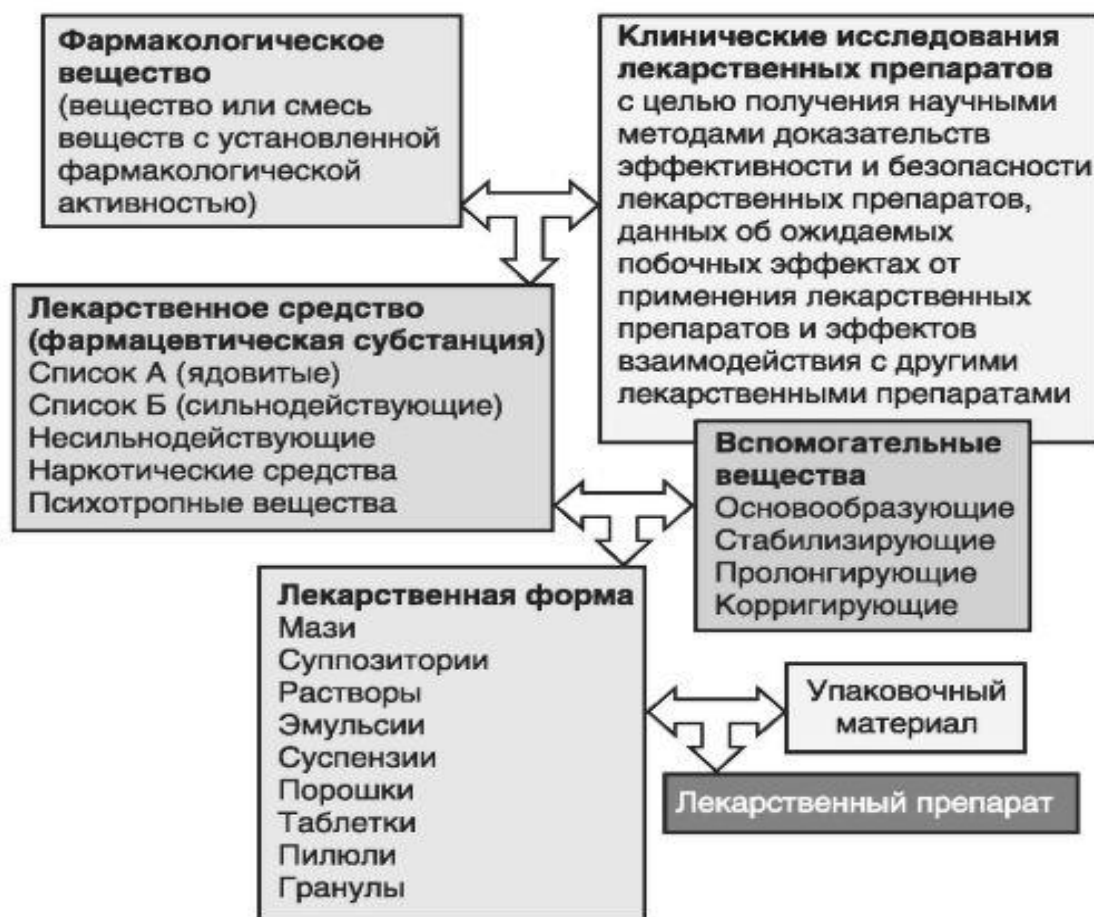 Фармакологическое
вещество
(вещество или смесь
веществ с установленной
фармакологической
активностью)
Клинические исследования
лекарственных препаратов
с целью получения научными
методами доказательств
эффективности и безопасности
лекарственных препаратов,
данных об ожидаемых
побочных эффектах от
применения лекарственных
препаратов и эффектов
взаимодействия с другими
лекарственными препаратами
Лекарственное средство
(фармацевтическая субстанция)
Список А (ядовитые)
Список Б (сильнодействующие)
Несильнодействующие
Наркотические средства
Психотропные вещества
Вспомогательные
вещества
Основообразующие
Стабилизирующие
Пролонгирующие
Корригирующие
Лекарственная форма
Мази
Суппозитории
Растворы
Эмульсии
Суспензии
Порошки
Таблетки
Пилюли
Гранулы
Упаковочный
материал
Лекарственный препарат